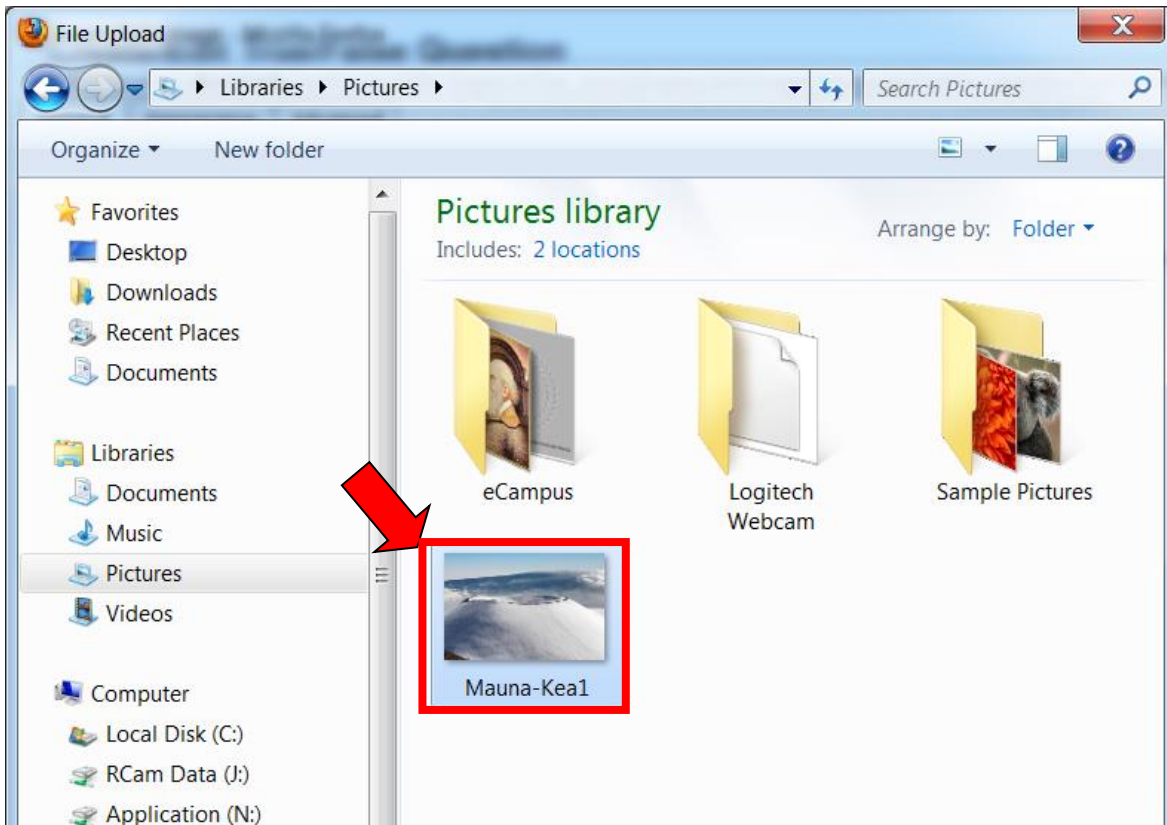 File Upload
Libraries Pictures
Search Pictures
Organize New folder
Favorites
Desktop
Downloads
Recent Places
Documents
Libraries
Documents
Music
Pictures
Videos
Computer
Local Disk (C:)
RCam Data (J:)
Application (N:)
Pictures library
Includes: 2 locations
Arrange by: Folder
eCampus
Logitech
Webcam
Sample Pictures
Mauna-Kea1